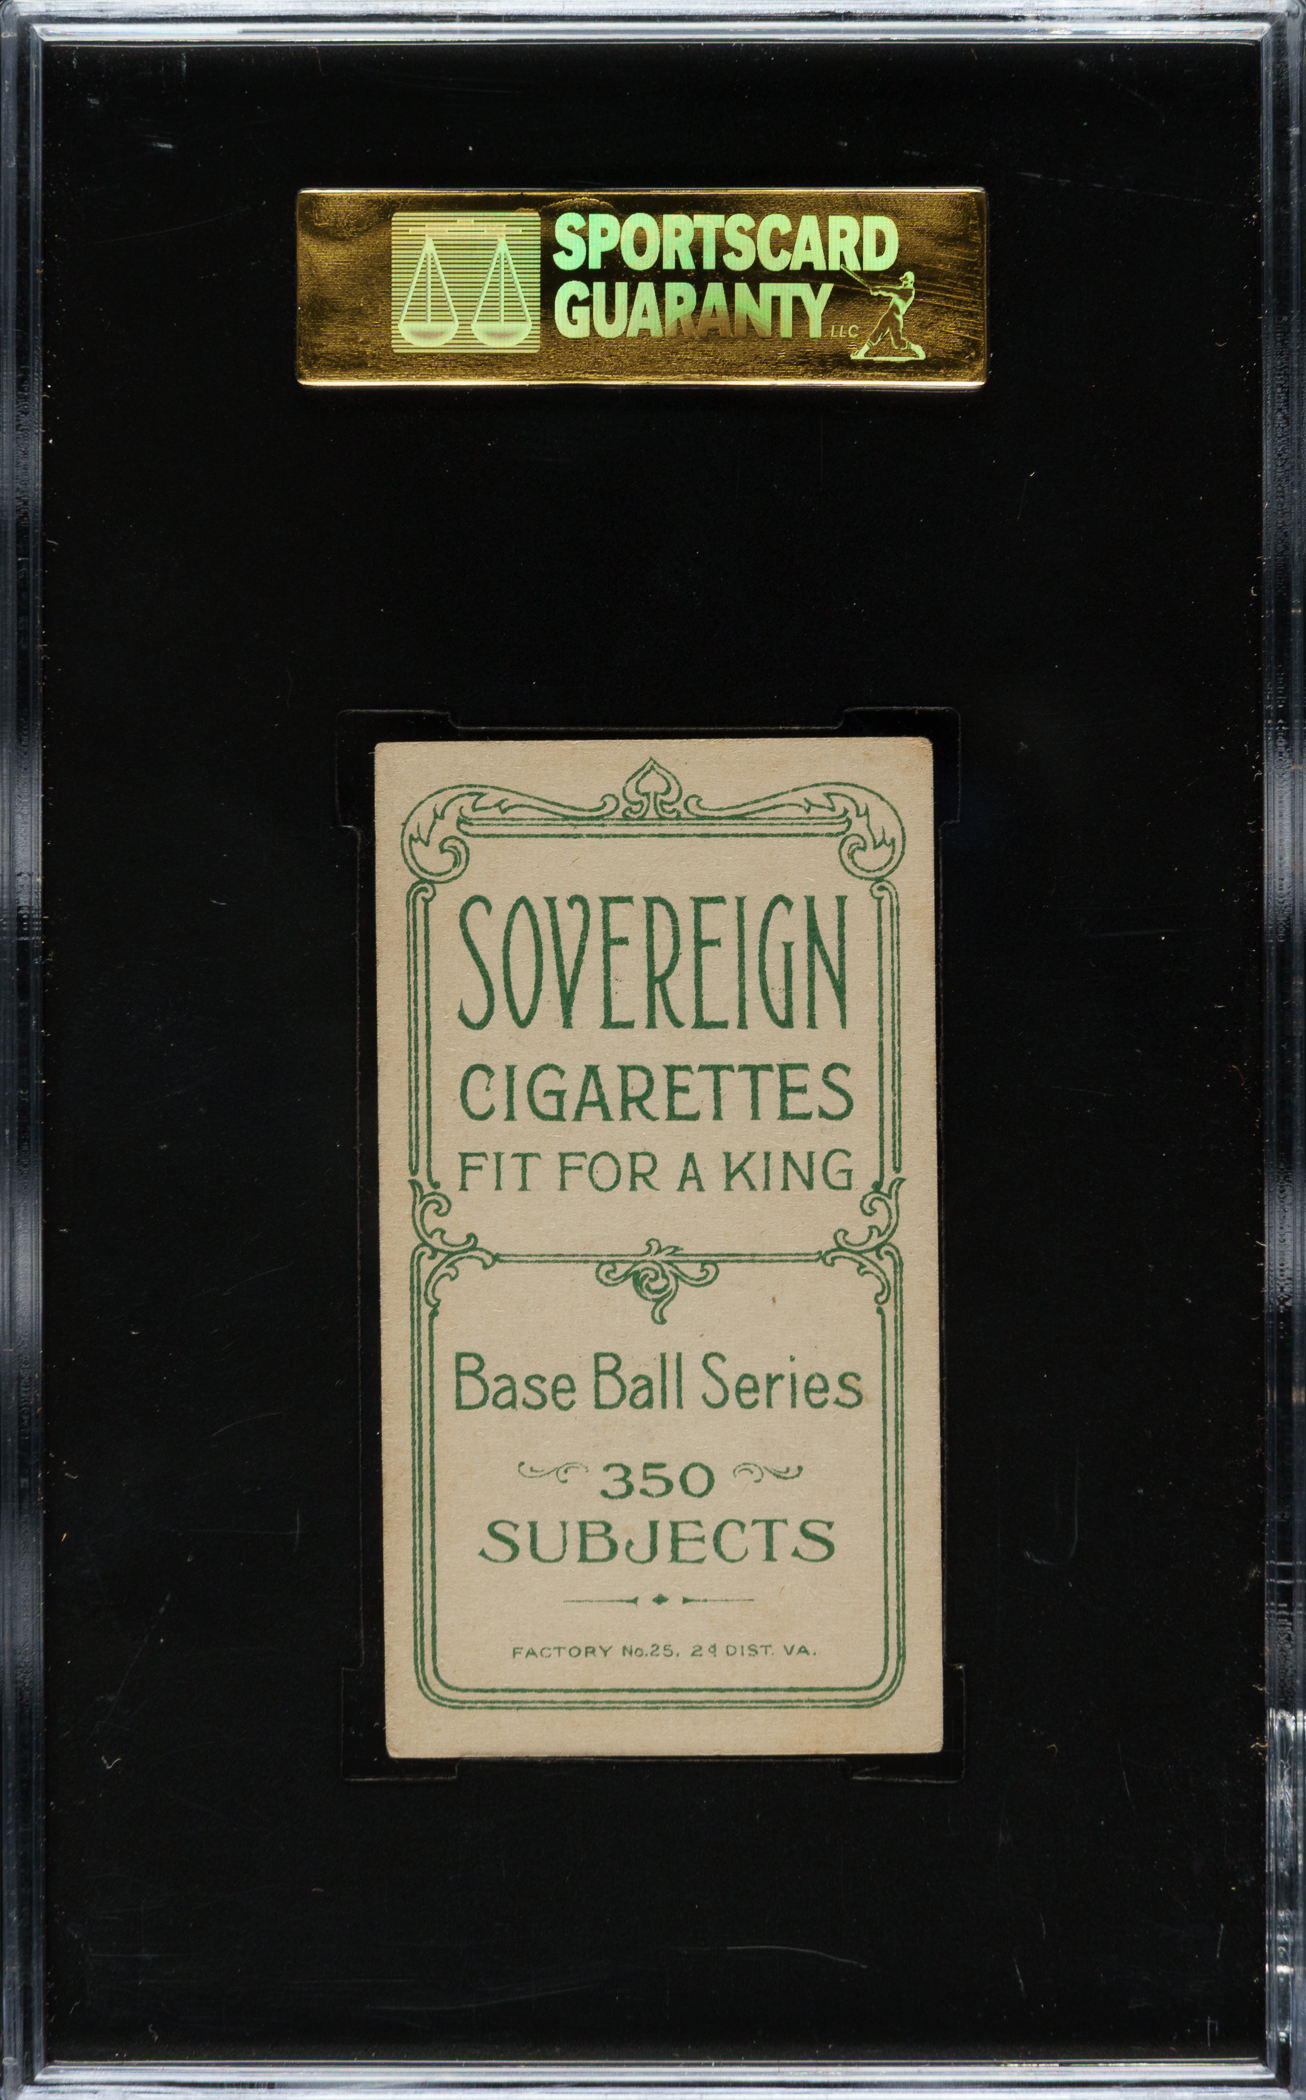 SPORTSCARD
GUARANTY LLC
SOVEREIGN
CIGARETTES
FIT FOR A KING
Base Ball Series
350
SUBJECTS
FACTORY No. 25, 2d DIST. VA.